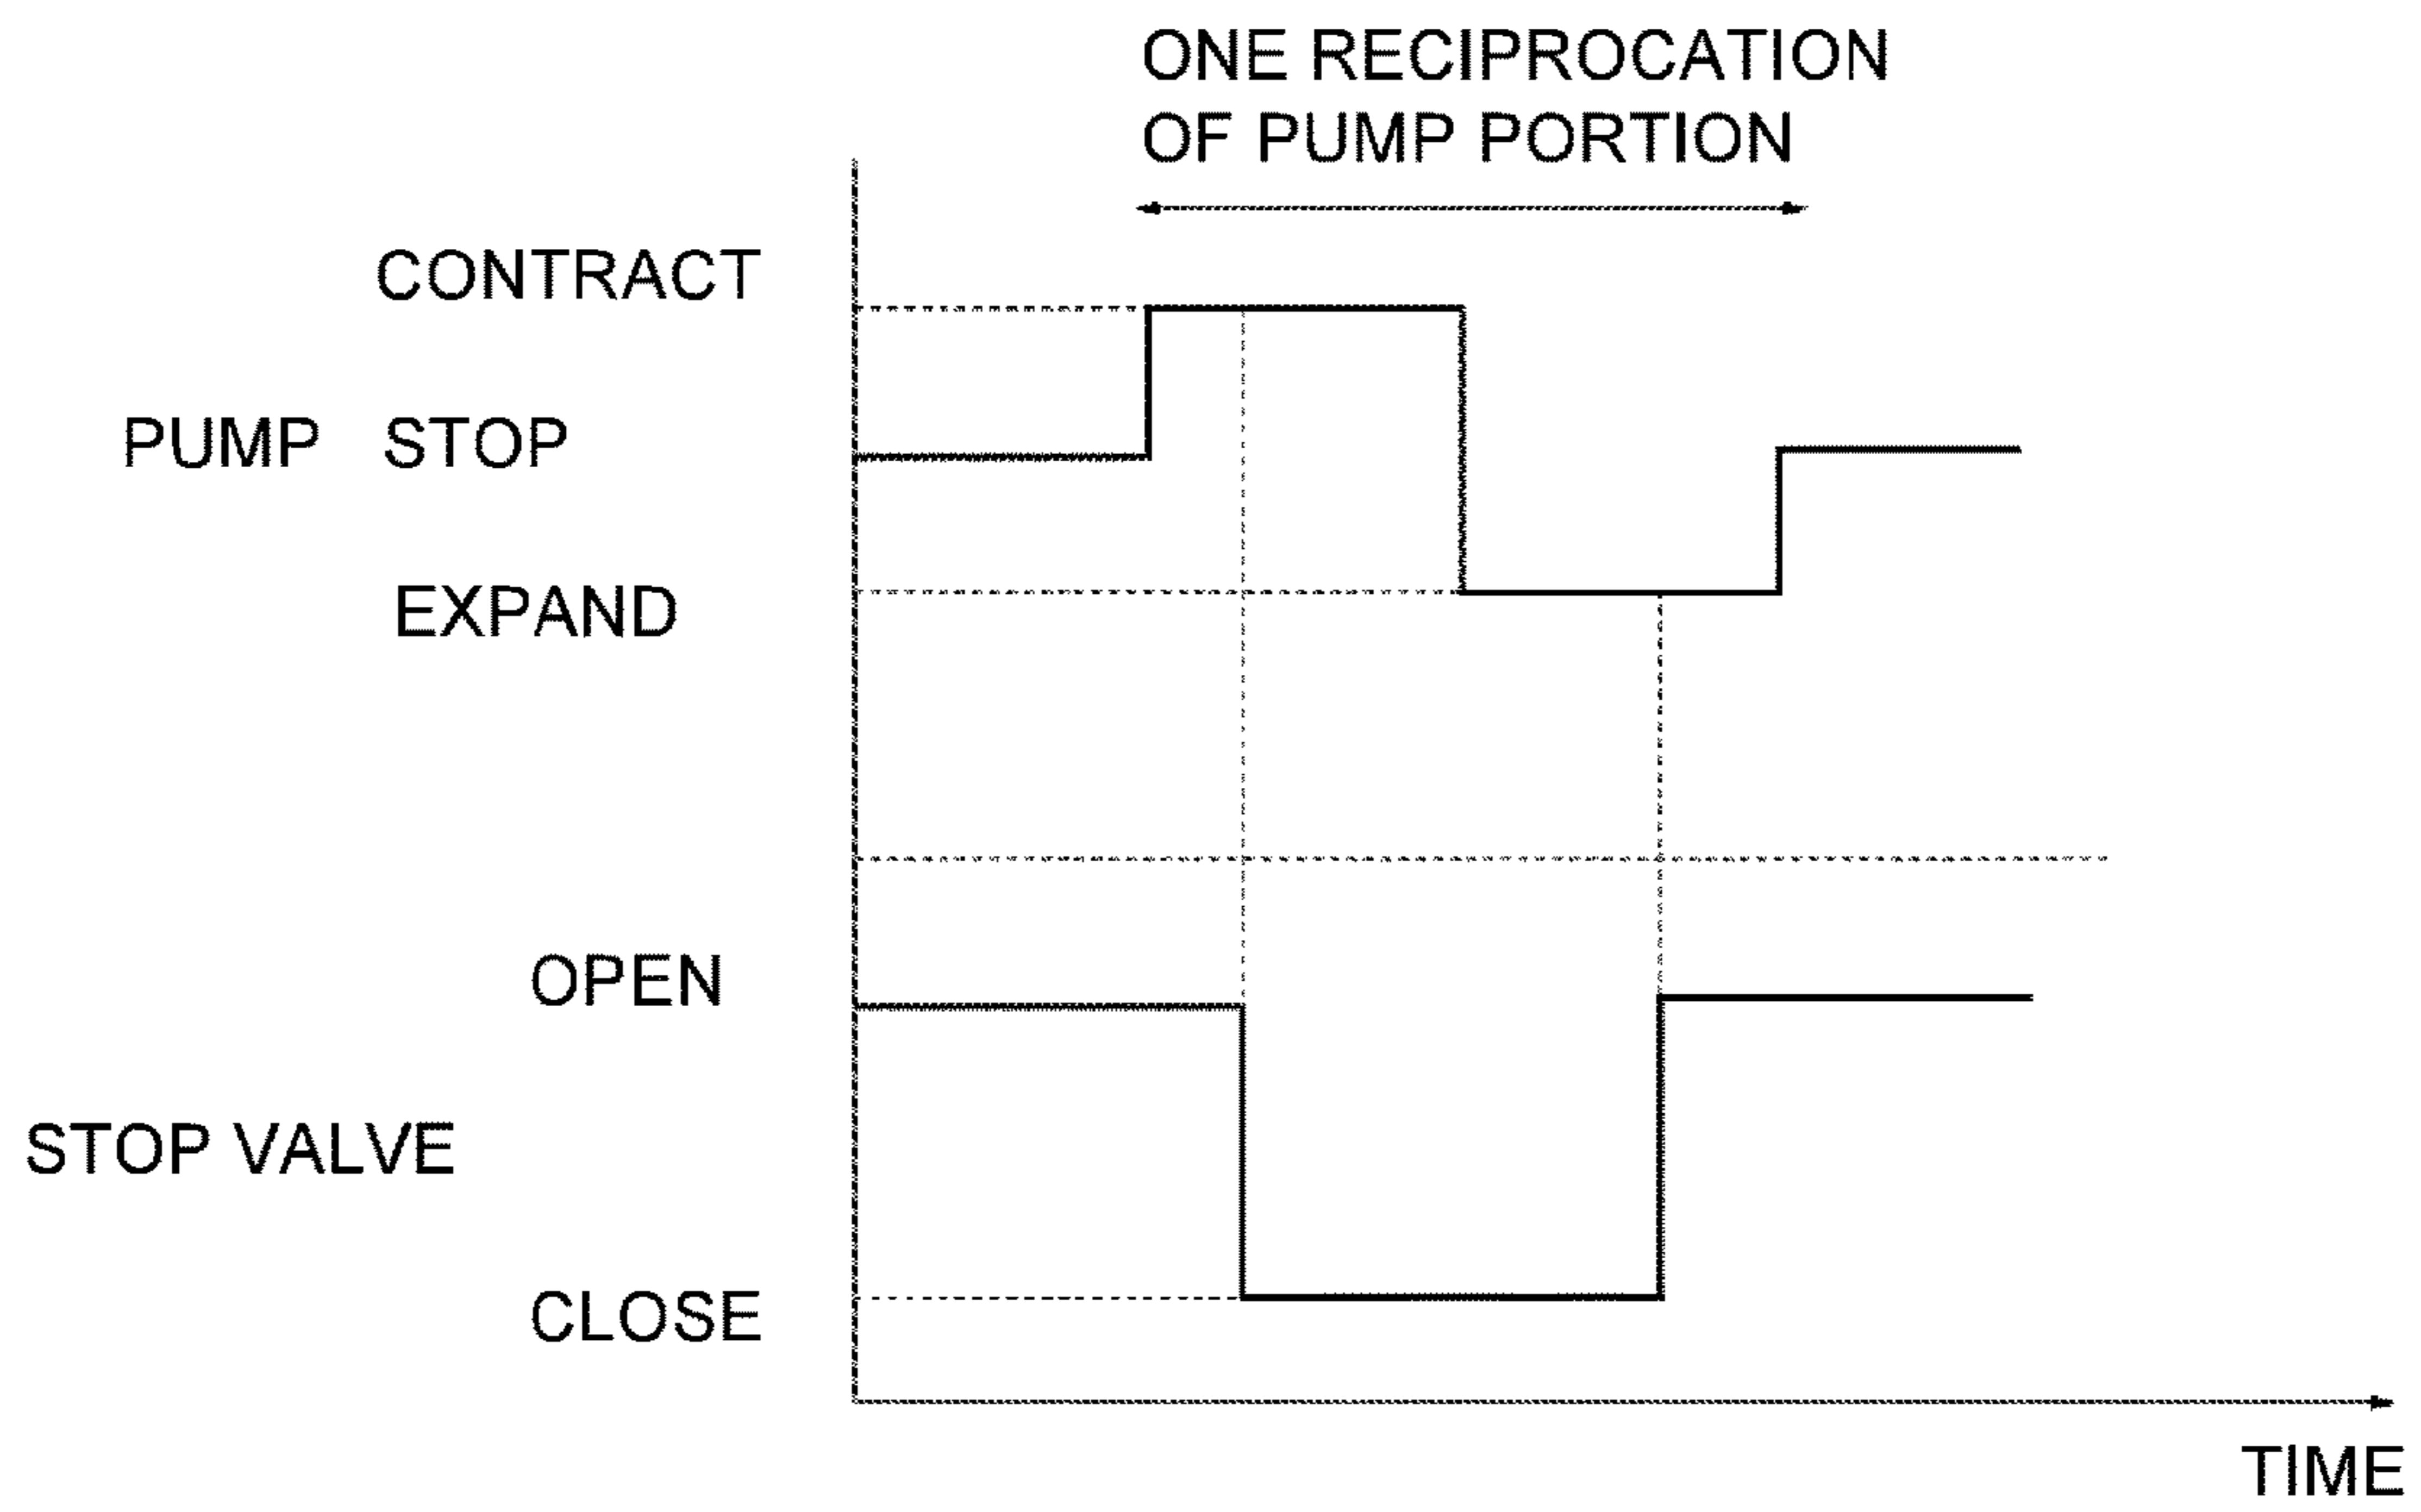 ONE RECIPROCATION
OF PUMP PORTION
CONTRACT
PUMP STOP
EXPAND
OPEN
STOP VALVE
CLOSE
TIME